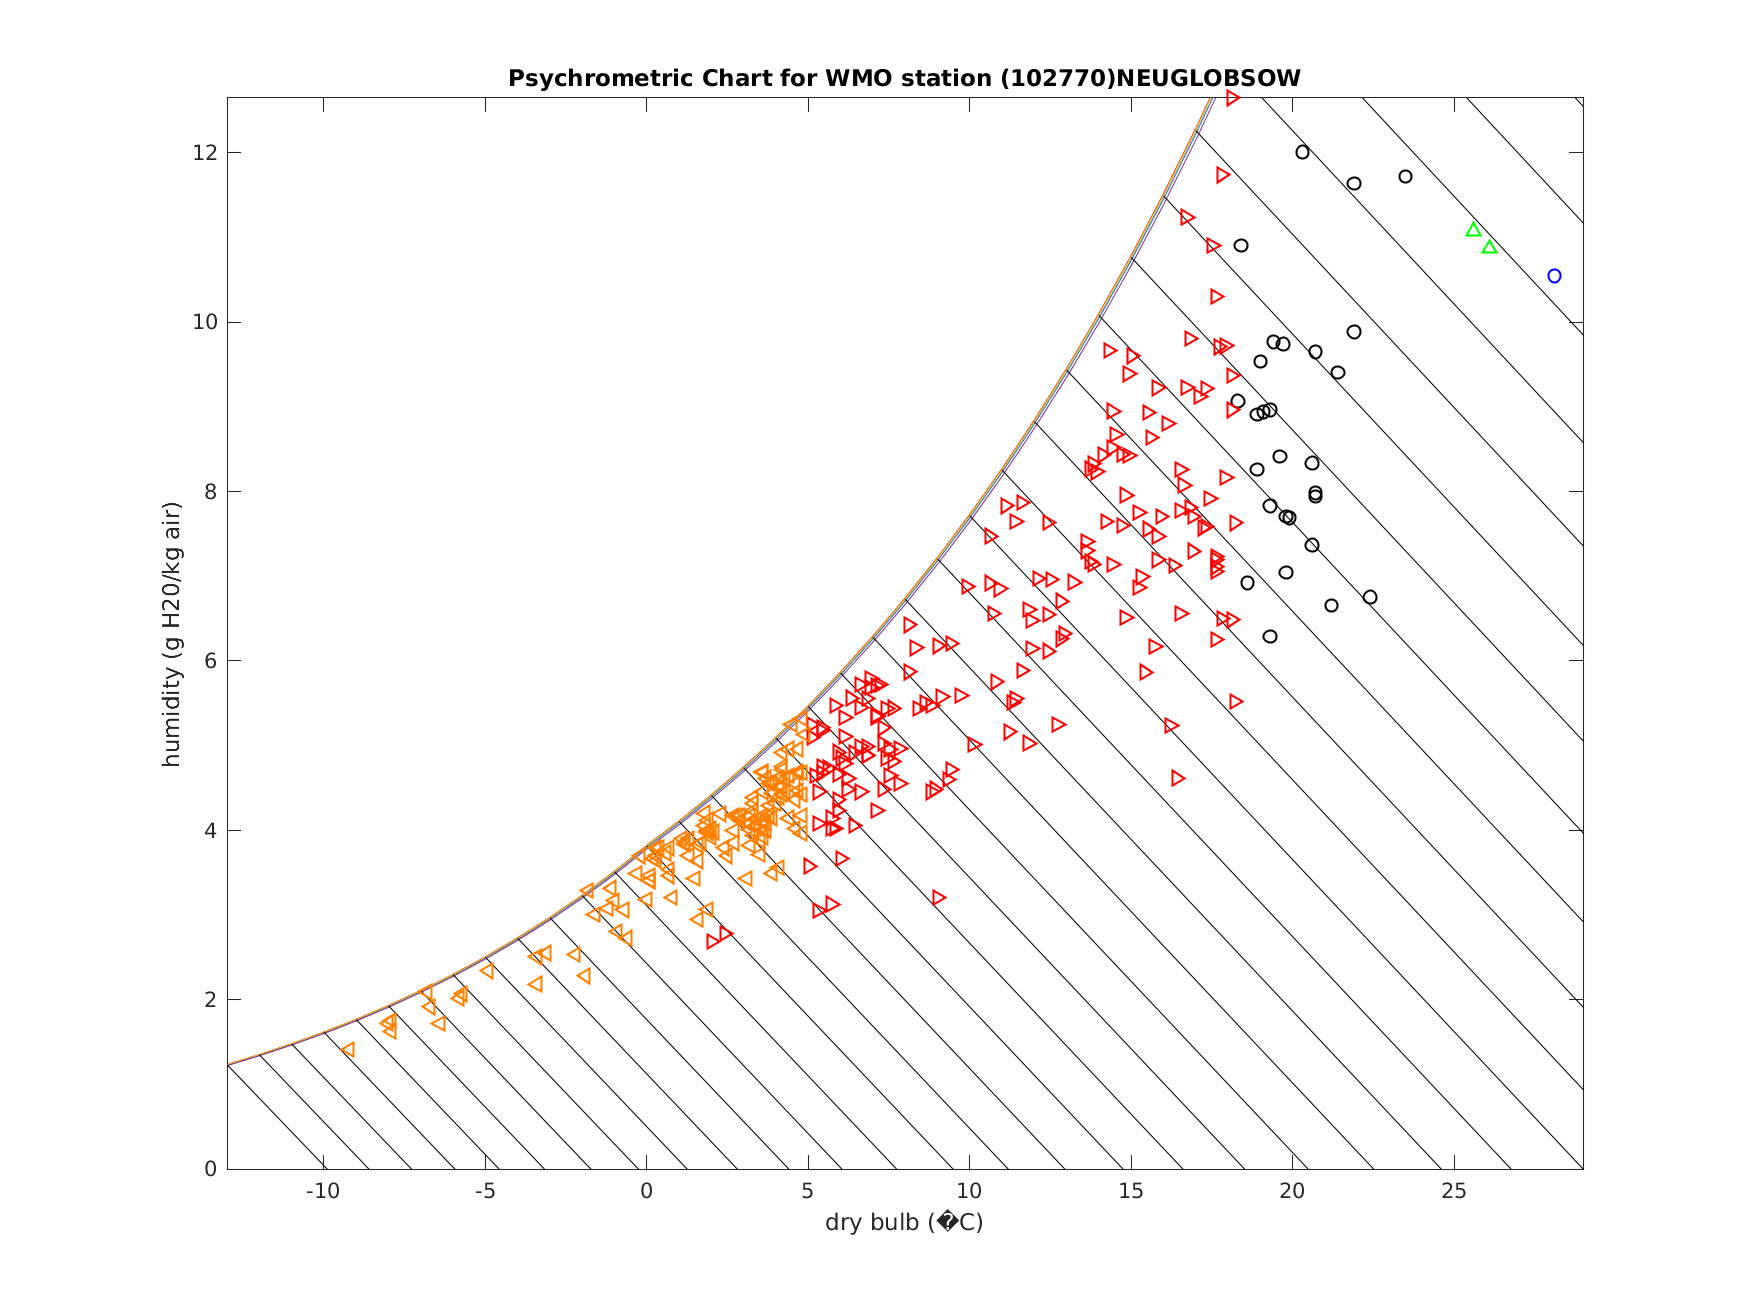 Psychrometric Chart for WMO station (102770)NEUGLOBSOW
12
10
8
6
4
2
0
humidity (g H20/kg air)
-10 -5 0 5 10 15 20 25
dry bulb (�C)